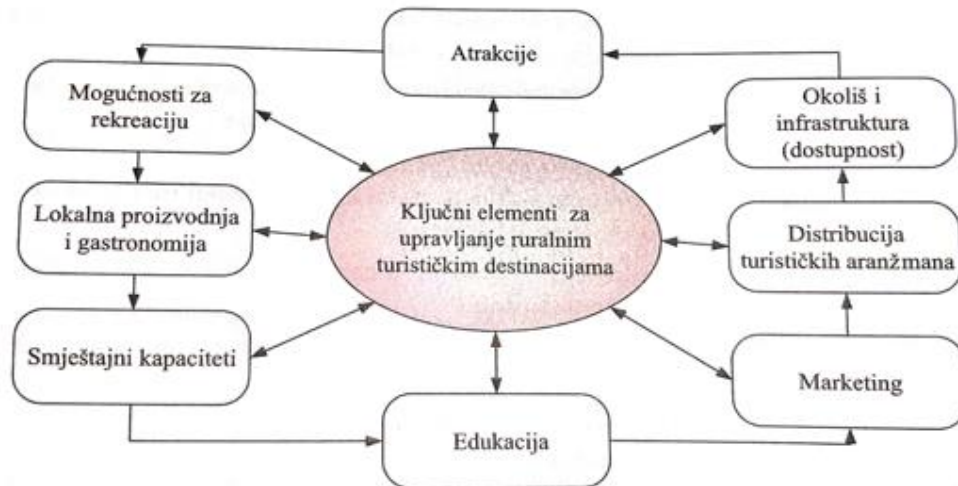 Atrakcije
Mogućnosti za
rekreaciju
Okoliš i
infrastruktura
(dostupnost)
Lokalna proizvodnja
i gastronomija
Ključni elementi za
upravljanje ruralnim
turističkim destinacijama
Distribucija
turističkih aranžmana
Smještajni kapaciteti
Marketing
Edukacija